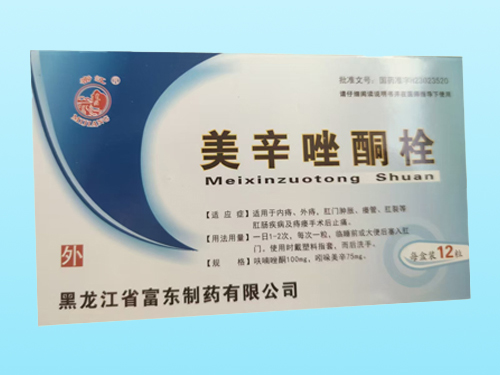 批准文号：国药准字H23023520
请仔细阅读说明书并在医师指导下使用
美辛唑酮栓
Meixinzuotong Shuan
【适应症】适用于内痔、外痔，肛门肿胀、瘘管、肛裂等
肛肠疾病及痔瘘手术后止痛。
【用法用量】一日1-2次，每次一粒，临睡前或大便后塞入肛
门，使用时戴塑料指套，而后洗手。
【规格】呋喃唑酮100mg，吲哚美辛75mg。
外
每盒装12粒
黑龙江省富东制药有限公司